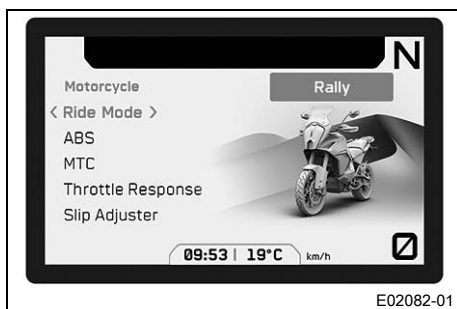 N
Motorcycle
Rally
< Ride Mode >
ABS
MTC
Throttle Response
Slip Adjuster
0
09:53 | 19°C
km/h
E02082-01